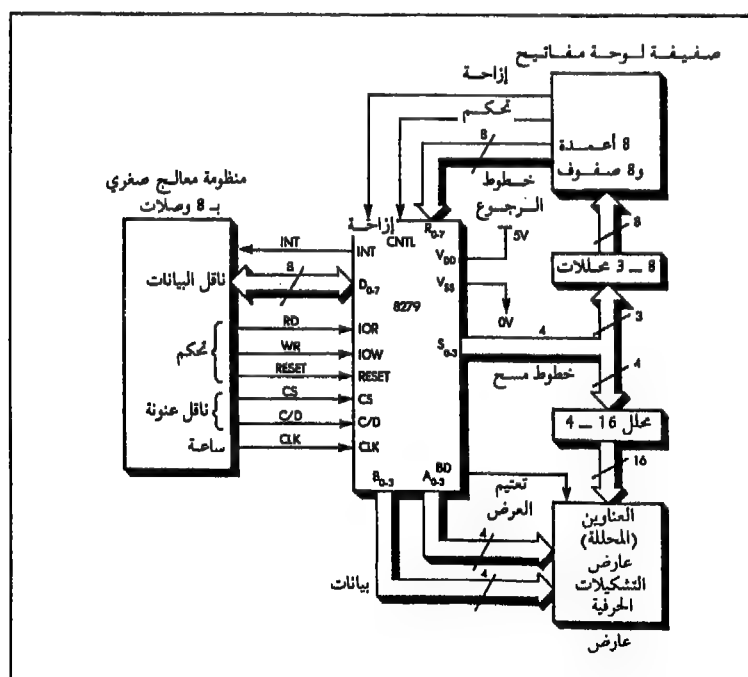 صفيفة لوحة مفاتيح
إزاحة
تحكم
8
8 أعمدة
و8 صفوف
خطوط
الرجوع
منظومة معالج صغري
بـ 8 وصلات
إزاحة
CNTL
R0-7
5V
8
INT
INT
VDD
3 – 8 محللات
ناقل البيانات
8
D0-7
VSS
8279
0V
3
RD
IOR
4
S0-3
تحكم
WR
IOW
خطوط مسح
4
RESET
RESET
CS
CS
ناقل عنونة
C/D
C/D
محلل 16 – 4
ساعة
CLK
CLK
16
B0-3
A0-3
BD
تعتيم
العرض
العناوين
(المحللة)
عارض
التشكيلات
الحرفية
4
4
بيانات
عارض